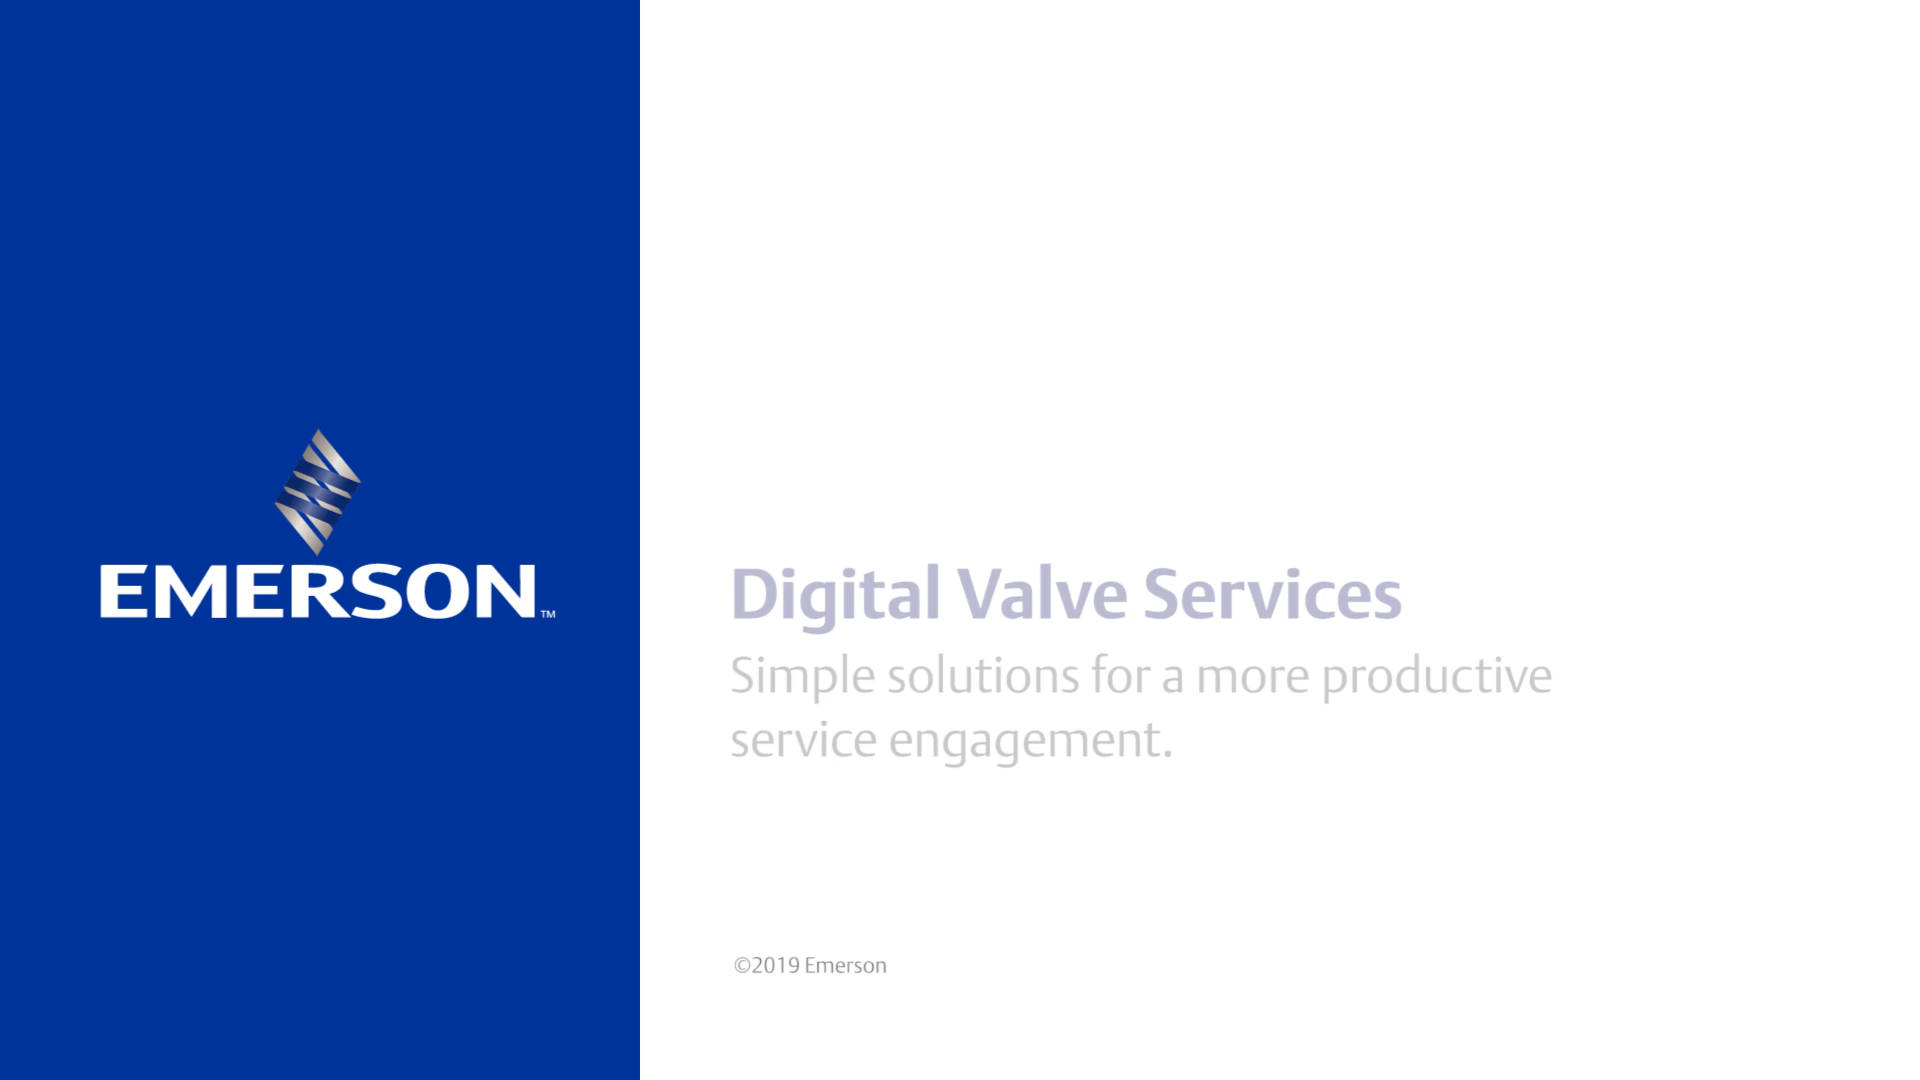 EMERSON™
Digital Valve Services
Simple solutions for a more productive
service engagement.
©2019 Emerson